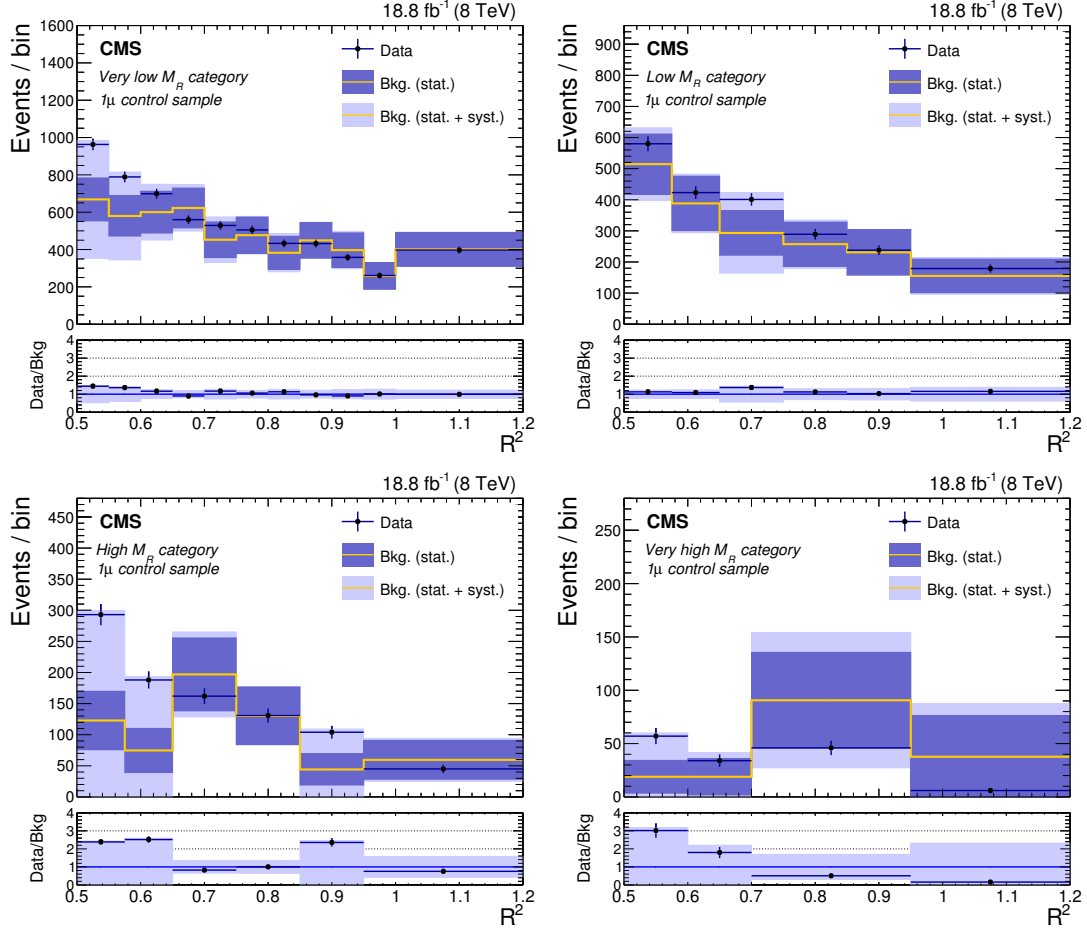 18.8 fb⁻¹ (8 TeV)
Events / bin
CMS
Very low M_R category
1μ control sample
Data
Bkg. (stat.)
Bkg. (stat. + syst.)
1600
1400
1200
1000
800
600
400
200
0
Data/Bkg
4
3
2
1
0
0.5 0.6 0.7 0.8 0.9 1 1.1 1.2
R²
18.8 fb⁻¹ (8 TeV)
Events / bin
CMS
Low M_R category
1μ control sample
Data
Bkg. (stat.)
Bkg. (stat. + syst.)
900
800
700
600
500
400
300
200
100
0
Data/Bkg
4
3
2
1
0
0.5 0.6 0.7 0.8 0.9 1 1.1 1.2
R²
18.8 fb⁻¹ (8 TeV)
Events / bin
CMS
High M_R category
1μ control sample
Data
Bkg. (stat.)
Bkg. (stat. + syst.)
450
400
350
300
250
200
150
100
50
0
Data/Bkg
4
3
2
1
0
0.5 0.6 0.7 0.8 0.9 1 1.1 1.2
R²
18.8 fb⁻¹ (8 TeV)
Events / bin
CMS
Very high M_R category
1μ control sample
Data
Bkg. (stat.)
Bkg. (stat. + syst.)
250
200
150
100
50
0
Data/Bkg
4
3
2
1
0
0.5 0.6 0.7 0.8 0.9 1 1.1 1.2
R²